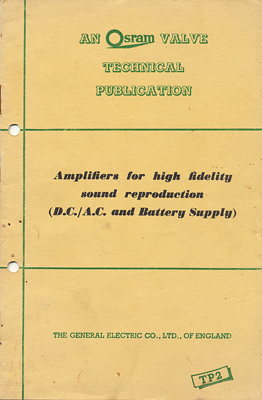 AN Osram VALVE
TECHNICAL
PUBLICATION
Amplifiers for high fidelity
sound reproduction
(D.C./A.C. and Battery Supply)
THE GENERAL ELECTRIC CO., LTD., OF ENGLAND
TP2